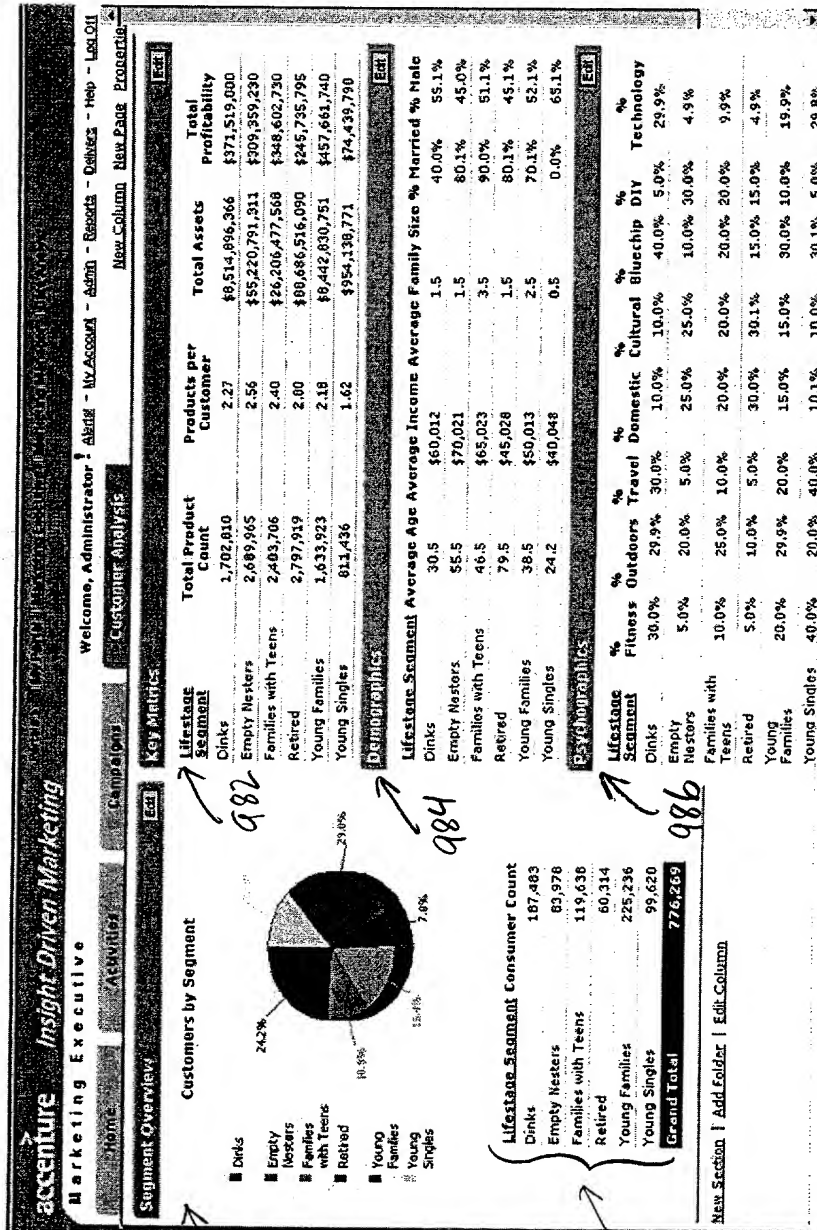 accenture Insight Driven Marketing
Marketing Executive
Welcome, Administrator ! Alerts! - My Account - Admin - Reports - Delivers - Help - Log Off
Home Activities Campaigns Customer Analysis
New Column New Page Propertie
Segment Overview Edit
Customers by Segment
Dinks
Empty Nesters
Families with Teens
Retired
Young Families
Young Singles
24.2%
29.0%
7.8%
15.4%
10.8%
Lifestage Segment Consumer Count
Dinks 187,483
Empty Nesters 83,978
Families with Teens 119,638
Retired 60,314
Young Families 225,236
Young Singles 99,620
Grand Total 776,269
New Section | Add Folder | Edit Column
Key Metrics Edit
982
Lifestage Segment Total Product Count Products per Customer Total Assets Total Profitability
Dinks 1,702,810 2.27 $8,514,896,366 $371,519,000
Empty Nesters 2,689,965 2.56 $55,220,791,311 $309,359,230
Families with Teens 2,403,706 2.40 $26,206,477,568 $348,602,730
Retired 2,797,919 2.80 $88,686,516,090 $245,735,795
Young Families 1,633,923 2.18 $8,442,830,751 $457,661,740
Young Singles 811,436 1.62 $954,138,771 $74,439,790
Demographics Edit
984
Lifestage Segment Average Age Average Income Average Family Size % Married % Male
Dinks 30.5 $60,012 1.5 40.0% 55.1%
Empty Nestors 55.5 $70,021 1.5 80.1% 45.0%
Families with Teens 46.5 $65,023 3.5 90.0% 51.1%
Retired 79.5 $45,028 1.5 80.1% 45.1%
Young Families 38.5 $50,013 2.5 70.1% 52.1%
Young Singles 24.2 $40,048 0.5 0.0% 65.1%
Psychographics Edit
986
Lifestage Segment % Fitness % Outdoors % Travel % Domestic % Cultural % Bluechip % DIY % Technology
Dinks 30.0% 29.9% 30.0% 10.0% 10.0% 40.0% 5.0% 29.9%
Empty Nestors 5.0% 20.0% 5.0% 25.0% 25.0% 10.0% 30.0% 4.9%
Families with Teens 10.0% 25.0% 10.0% 20.0% 20.0% 20.0% 20.0% 9.9%
Retired 5.0% 10.0% 5.0% 30.0% 30.1% 15.0% 15.0% 4.9%
Young Families 20.0% 29.9% 20.0% 15.0% 15.0% 30.0% 10.0% 19.9%
Young Singles 40.0% 20.0% 40.0% 10.1% 10.0% 30.1% 5.0% 29.8%